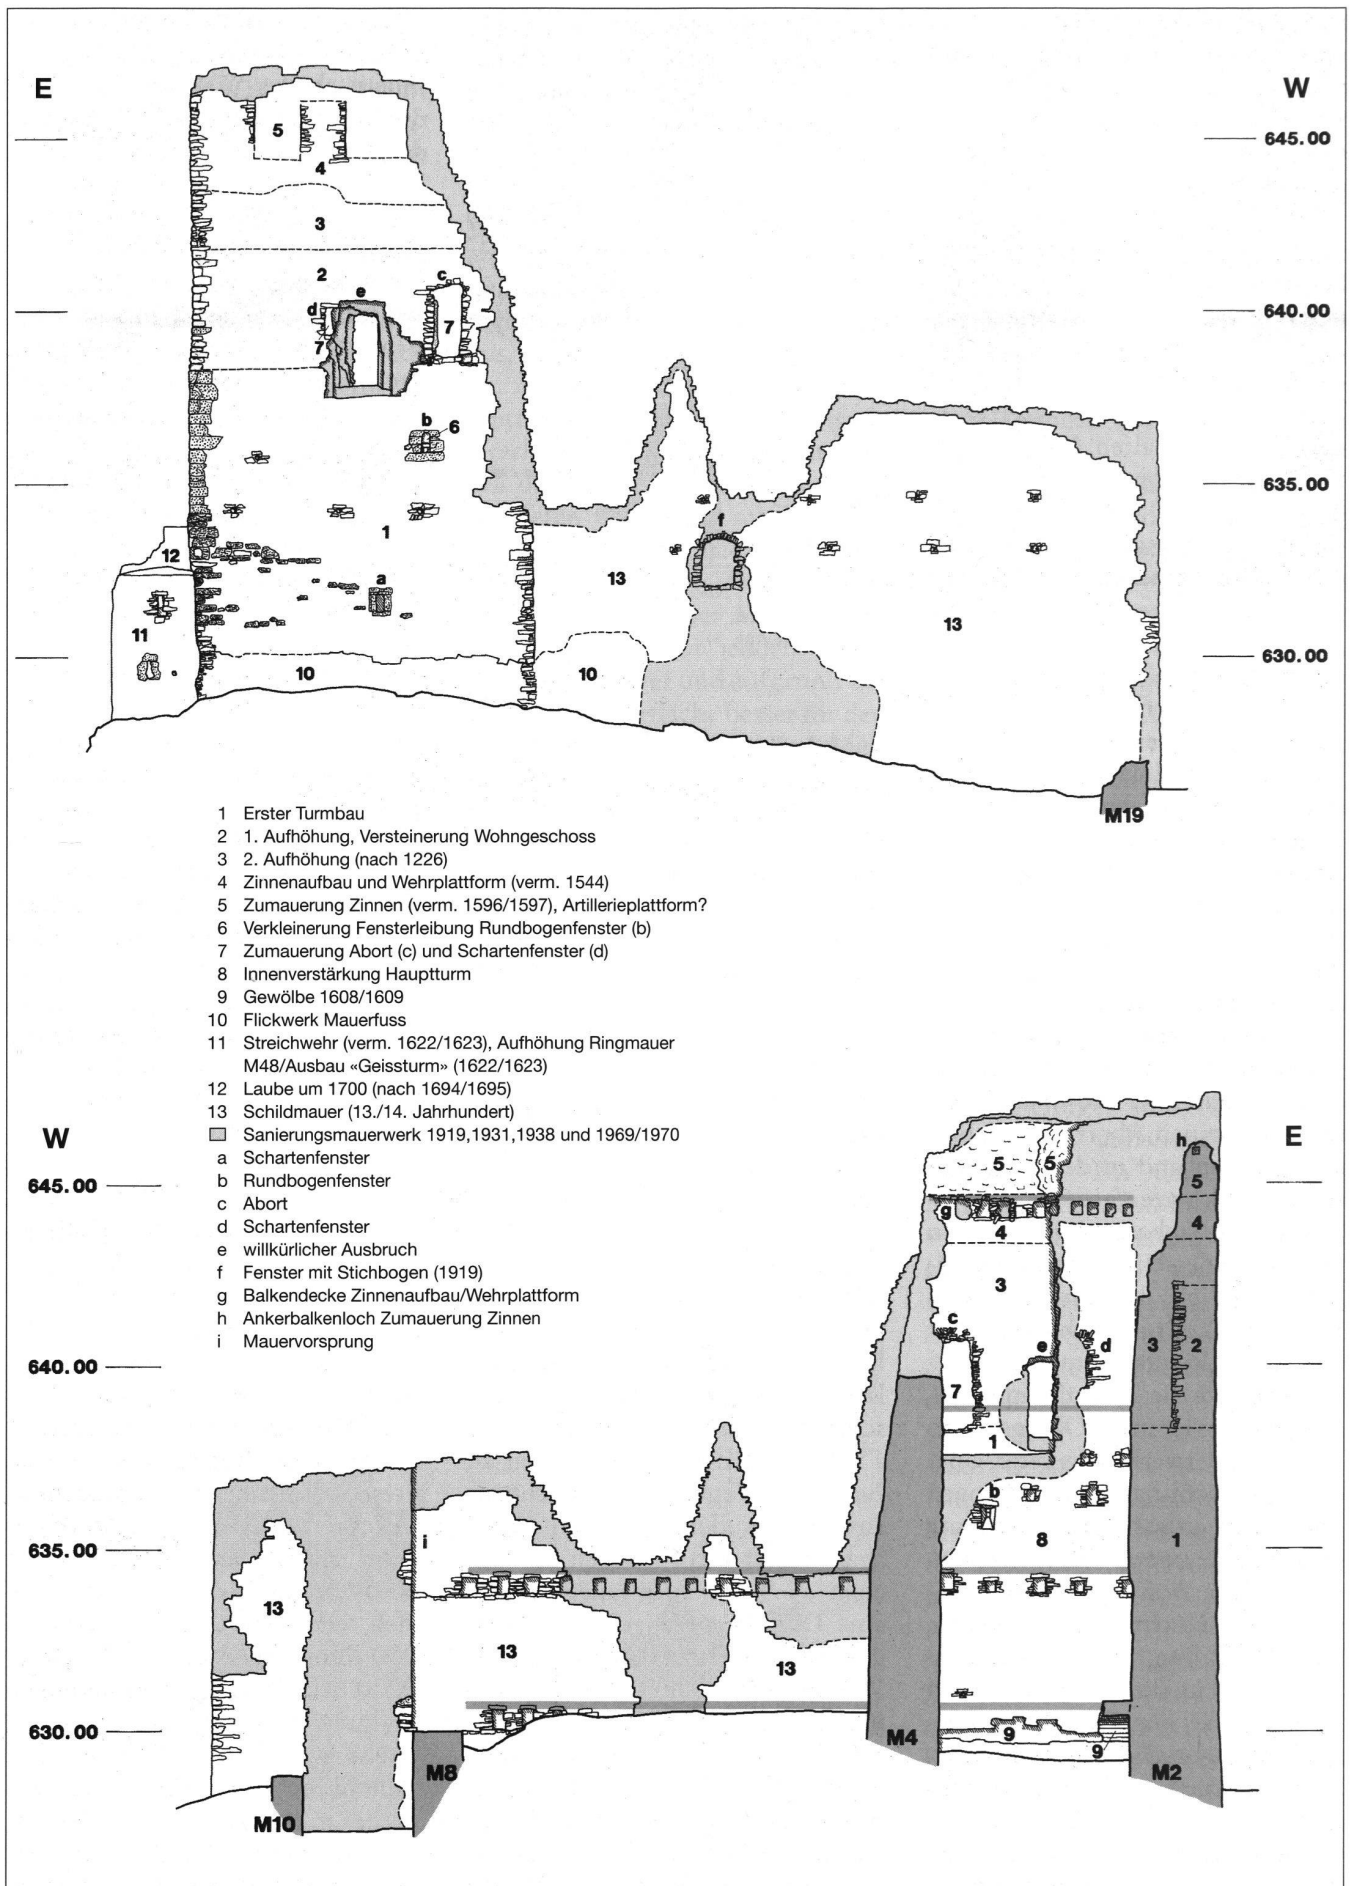 E
W
645.00
640.00
635.00
630.00
5
4
3
2
e
c
d
7
7
b
6
1
a
12
11
10
13
10
f
13
M19
1 Erster Turmbau
2 1. Aufhöhung, Versteinerung Wohngeschoss
3 2. Aufhöhung (nach 1226)
4 Zinnenaufbau und Wehrplattform (verm. 1544)
5 Zumauerung Zinnen (verm. 1596/1597), Artillerieplattform?
6 Verkleinerung Fensterleibung Rundbogenfenster (b)
7 Zumauerung Abort (c) und Schartenfenster (d)
8 Innenverstärkung Hauptturm
9 Gewölbe 1608/1609
10 Flickwerk Mauerfuss
11 Streichwehr (verm. 1622/1623), Aufhöhung Ringmauer
M48/Ausbau «Geissturm» (1622/1623)
12 Laube um 1700 (nach 1694/1695)
13 Schildmauer (13./14. Jahrhundert)
Sanierungsmauerwerk 1919,1931,1938 und 1969/1970
a Schartenfenster
b Rundbogenfenster
c Abort
d Schartenfenster
e willkürlicher Ausbruch
f Fenster mit Stichbogen (1919)
g Balkendecke Zinnenaufbau/Wehrplattform
h Ankerbalkenloch Zumauerung Zinnen
i Mauervorsprung
W
E
645.00
640.00
635.00
630.00
h
5
5
5
g
4
4
3
c
e
d
3
2
7
1
b
8
1
i
13
13
13
9
9
M4
M8
M2
M10